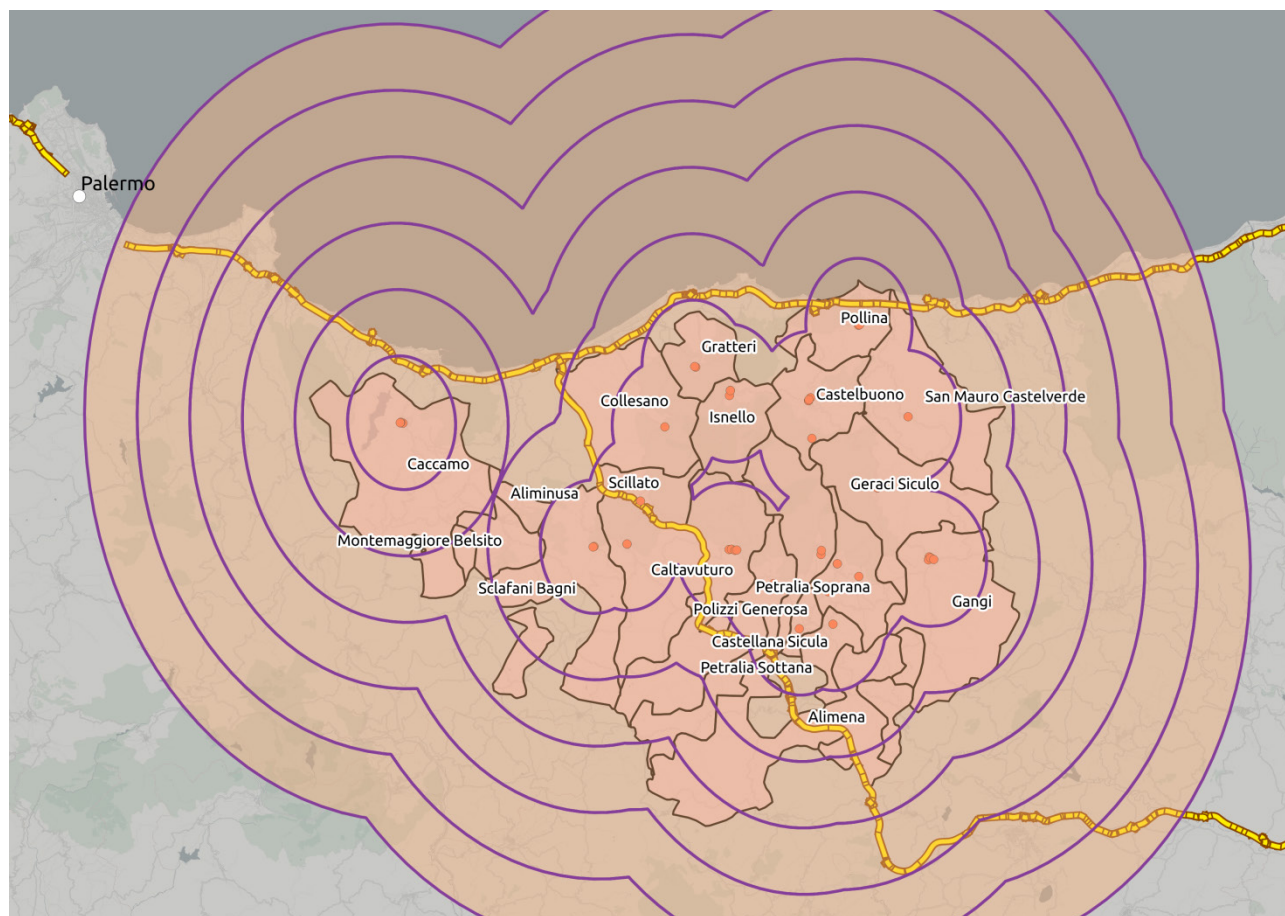 Palermo
Pollina
Gratteri
Castelbuono
San Mauro Castelverde
Collesano
Isnello
Caccamo
Scillato
Geraci Siculo
Aliminusa
Montemaggiore Belsito
Caltavuturo
Sclafani Bagni
Petralia Soprana
Gangi
Polizzi Generosa
Castellana Sicula
Petralia Sottana
Alimena